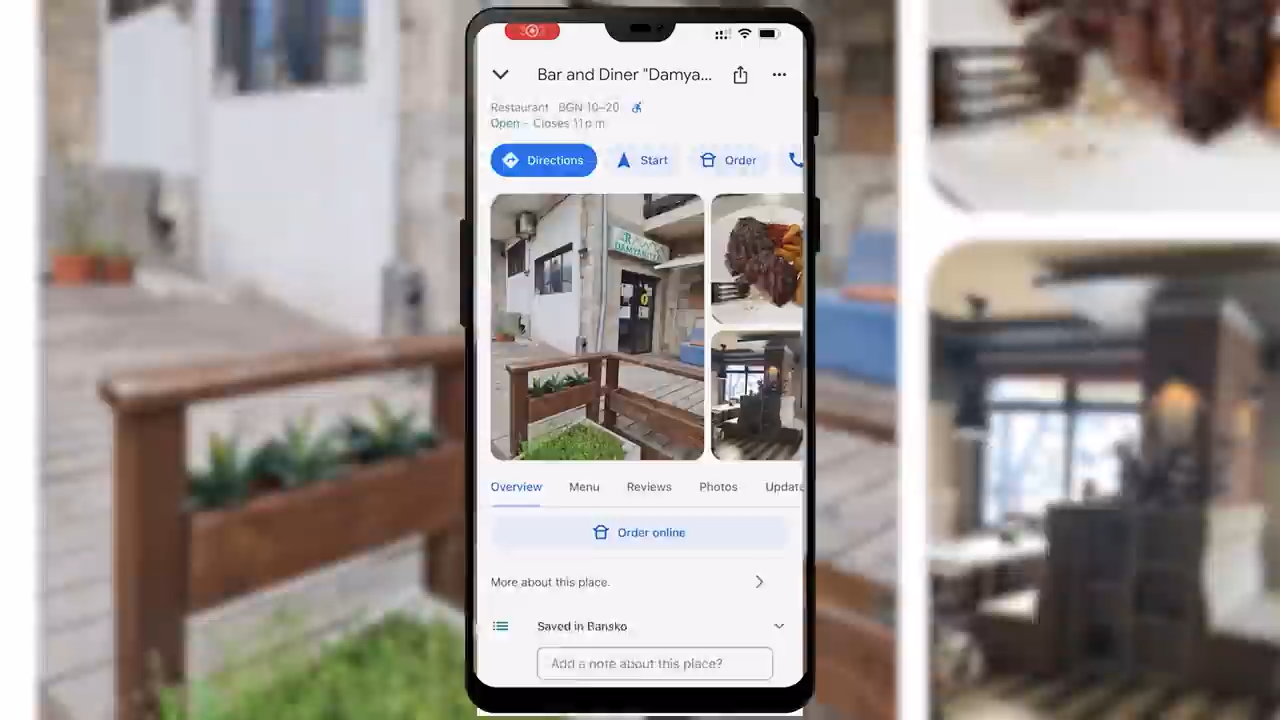 Bar and Diner "Damya...
Restaurant BGN 10–20
Open – Closes 11 p m
Directions
Start
Order
DAMYANITZA
Overview
Menu
Reviews
Photos
Update
Order online
More about this place.
Saved in Bansko
Add a note about this place?